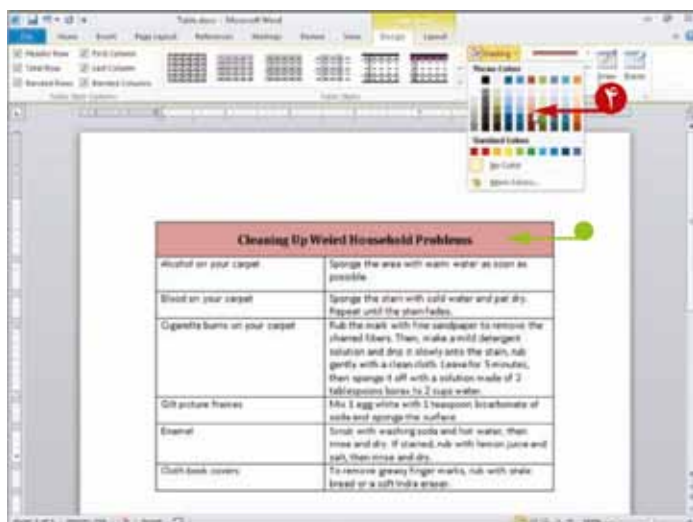 Table.docx - Microsoft Word
File Home Insert Page Layout References Mailings Review View Design Layout
Header Row First Column
Total Row Last Column
Banded Rows Banded Columns
Shading
Theme Colors
Standard Colors
No Color
More Colors...
۴
Cleaning Up Weird Household Problems
Alcohol on your carpet
Sponge the area with warm water as soon as
possible.
Blood on your carpet
Sponge the stain with cold water and pat dry.
Repeat until the stain fades.
Cigarette burns on your carpet
Rub the mark with fine sandpaper to remove the
charred fibers. Then, make a mild detergent
solution and drip it slowly onto the stain, rub
gently with a clean cloth. Leave for 5 minutes,
then sponge it off with a solution made of 2
tablespoons borax to 2 cups water.
Gilt picture frames
Mix 1 egg white with 1 teaspoon bicarbonate of
soda and sponge the surface.
Enamel
Scrub with washing soda and hot water, then
rinse and dry. If stained, rub with lemon juice and
salt, then rinse and dry.
Cloth book covers
To remove greasy finger marks, rub with stale
bread or a soft India eraser.